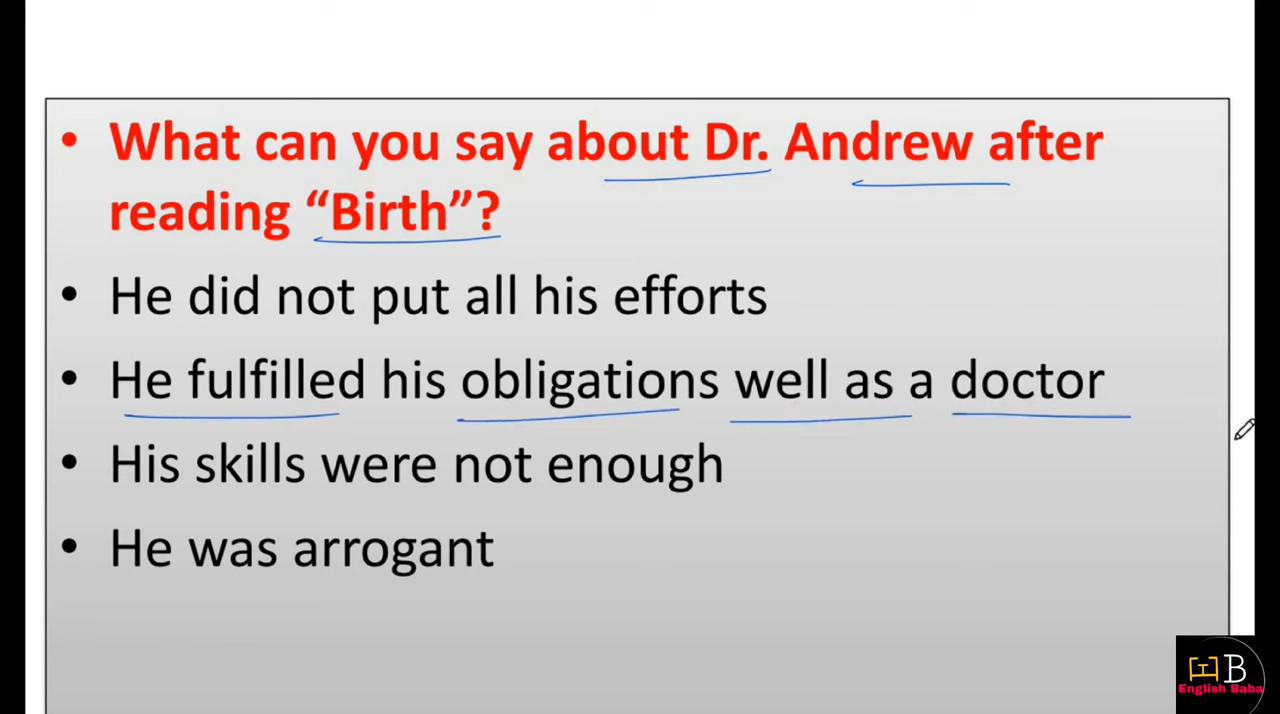 • What can you say about Dr. Andrew after
reading “Birth”?
• He did not put all his efforts
• He fulfilled his obligations well as a doctor
• His skills were not enough
• He was arrogant
EB
English Baba